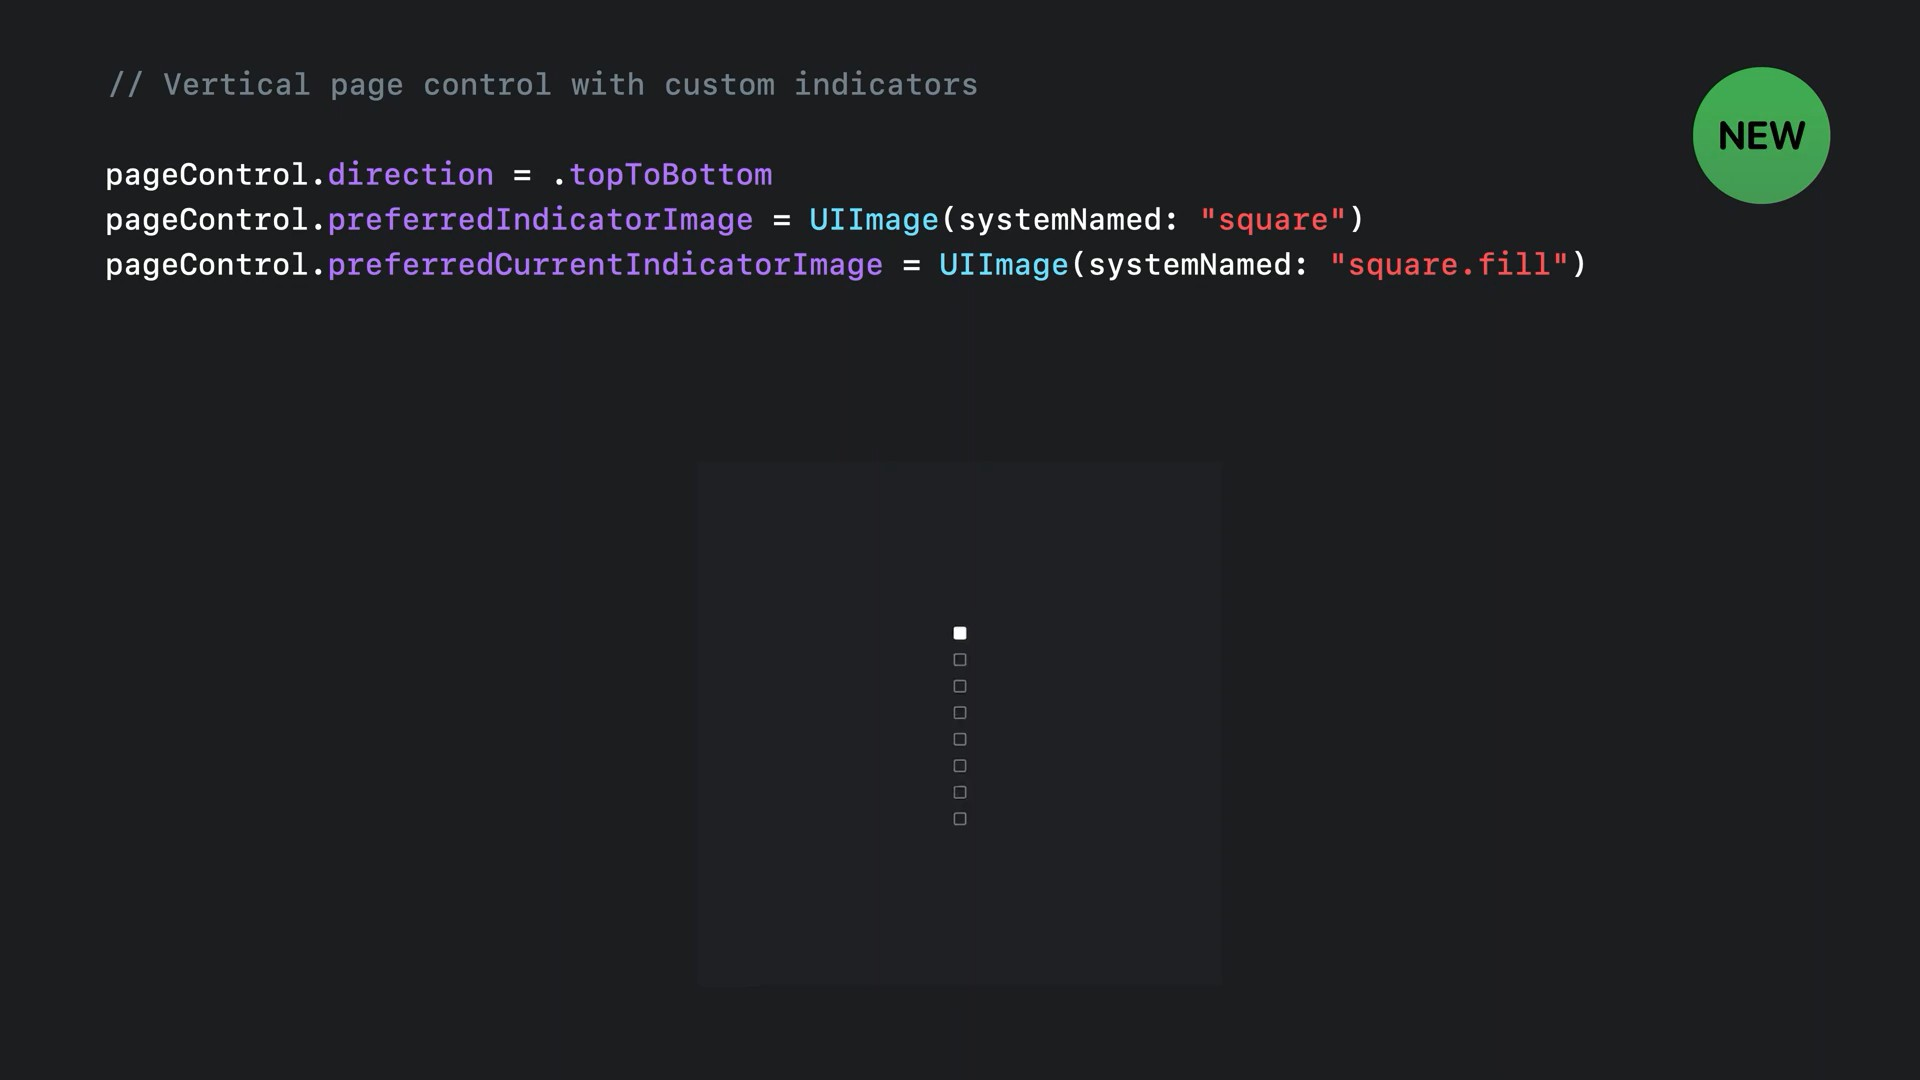 // Vertical page control with custom indicators
NEW
pageControl.direction = .topToBottom
pageControl.preferredIndicatorImage = UIImage(systemNamed: "square")
pageControl.preferredCurrentIndicatorImage = UIImage(systemNamed: "square.fill")